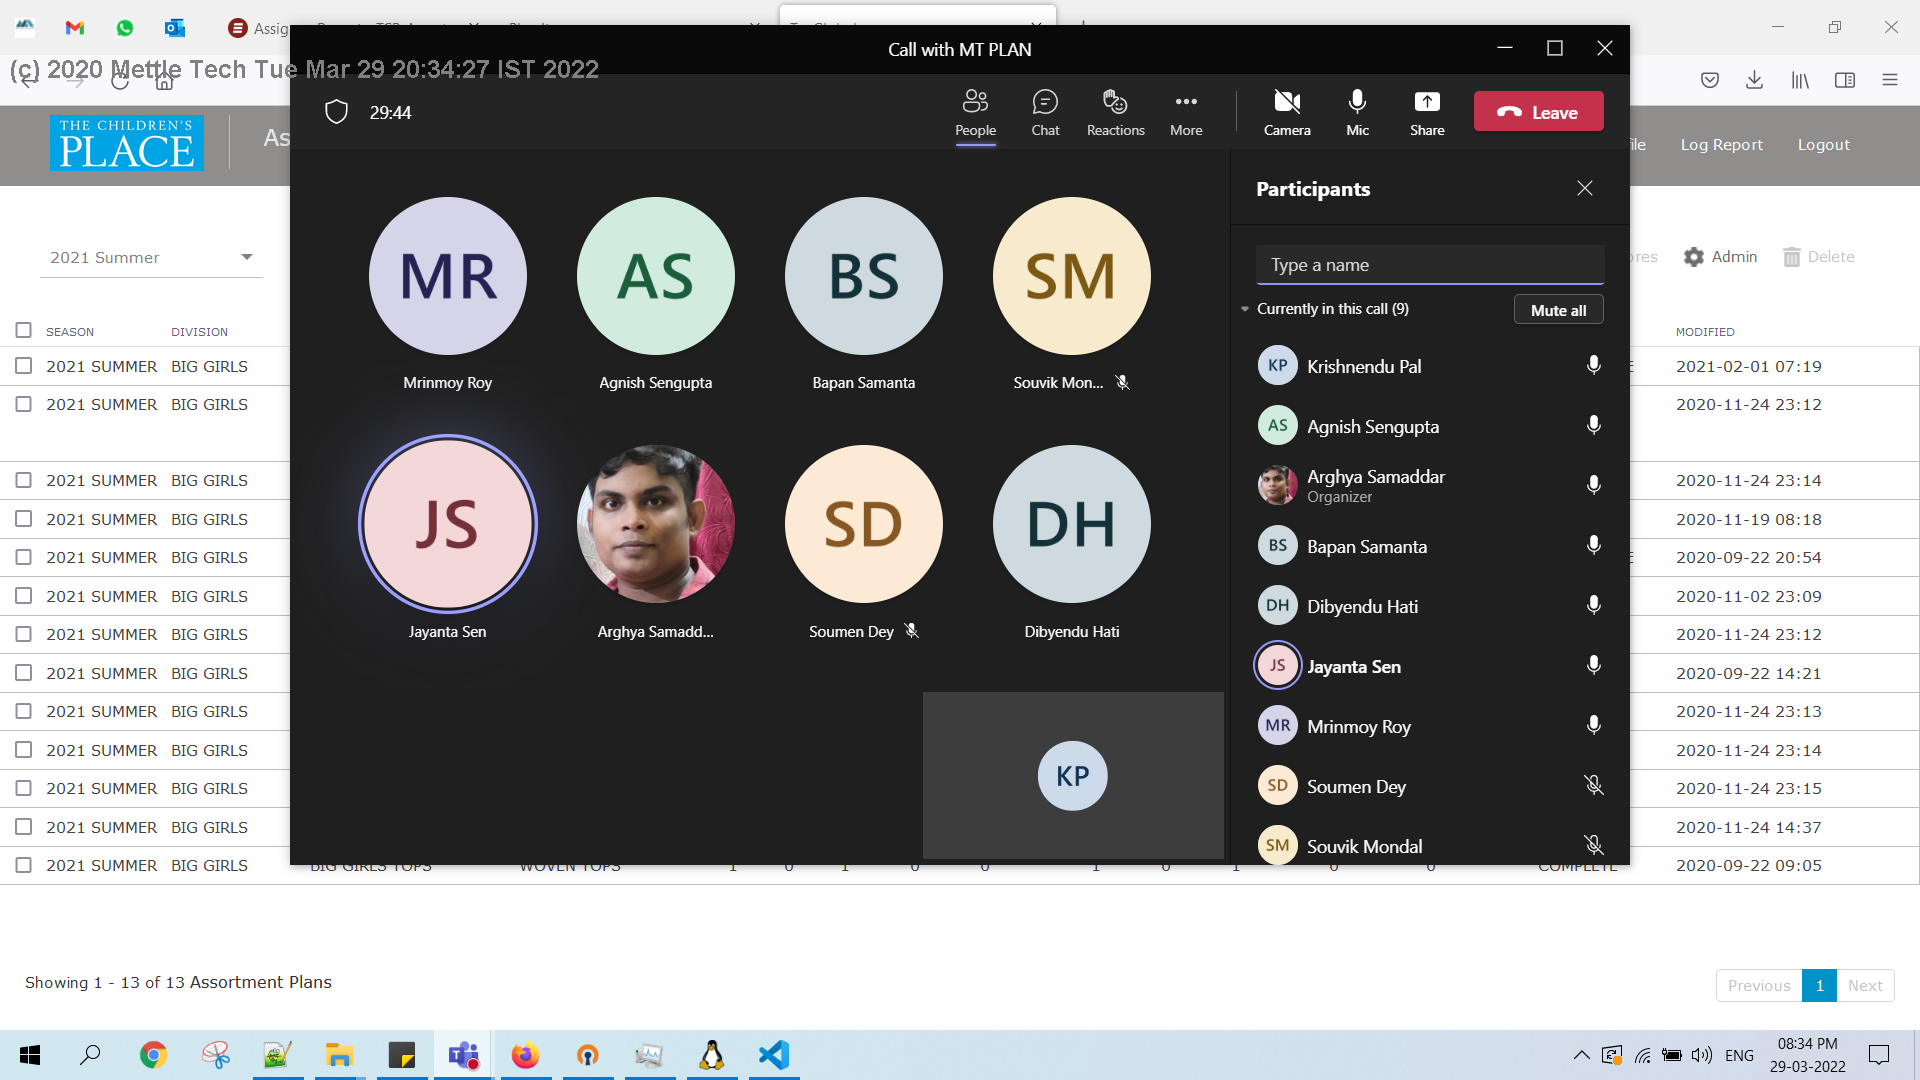 Assig
(c) 2020 Mettle Tech Tue Mar 29 20:34:27 IST 2022
Call with MT PLAN
29:44
People
Chat
Reactions
More
Camera
Mic
Share
Leave
THE CHILDREN'S
PLACE
As
ile
Log Report
Logout
2021 Summer
ores
Admin
Delete
SEASON DIVISION MODIFIED
2021 SUMMER BIG GIRLS E 2021-02-01 07:19
2021 SUMMER BIG GIRLS 2020-11-24 23:12
2021 SUMMER BIG GIRLS 2020-11-24 23:14
2021 SUMMER BIG GIRLS 2020-11-19 08:18
2021 SUMMER BIG GIRLS E 2020-09-22 20:54
2021 SUMMER BIG GIRLS 2020-11-02 23:09
2021 SUMMER BIG GIRLS 2020-11-24 23:12
2021 SUMMER BIG GIRLS 2020-09-22 14:21
2021 SUMMER BIG GIRLS 2020-11-24 23:13
2021 SUMMER BIG GIRLS 2020-11-24 23:14
2021 SUMMER BIG GIRLS 2020-11-24 23:15
2021 SUMMER BIG GIRLS 2020-11-24 14:37
2021 SUMMER BIG GIRLS BIG GIRLS TOPS WOVEN TOPS 1 0 1 0 0 1 0 1 0 0 COMPLETE 2020-09-22 09:05
MR
Mrinmoy Roy
AS
Agnish Sengupta
BS
Bapan Samanta
SM
Souvik Mon...
JS
Jayanta Sen
Arghya Samadd...
SD
Soumen Dey
DH
Dibyendu Hati
KP
Participants
Type a name
Currently in this call (9)
Mute all
KP Krishnendu Pal
AS Agnish Sengupta
Arghya Samaddar
Organizer
BS Bapan Samanta
DH Dibyendu Hati
JS Jayanta Sen
MR Mrinmoy Roy
SD Soumen Dey
SM Souvik Mondal
Showing 1 - 13 of 13 Assortment Plans
Previous 1 Next
ENG
08:34 PM
29-03-2022